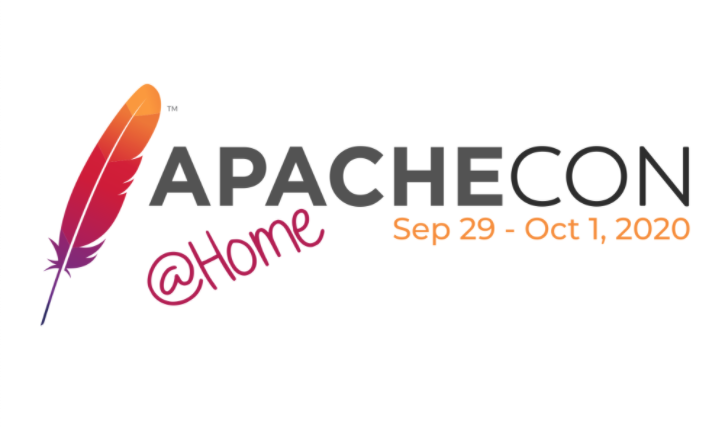 ™
APACHECON
@Home
Sep 29 - Oct 1, 2020